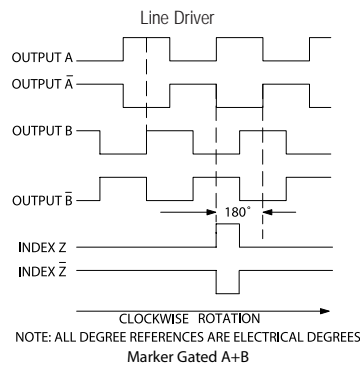 Line Driver
OUTPUT A
OUTPUT A̅
OUTPUT B
OUTPUT B̅
180°
INDEX Z
INDEX Z̅
CLOCKWISE ROTATION
NOTE: ALL DEGREE REFERENCES ARE ELECTRICAL DEGREES
Marker Gated A+B